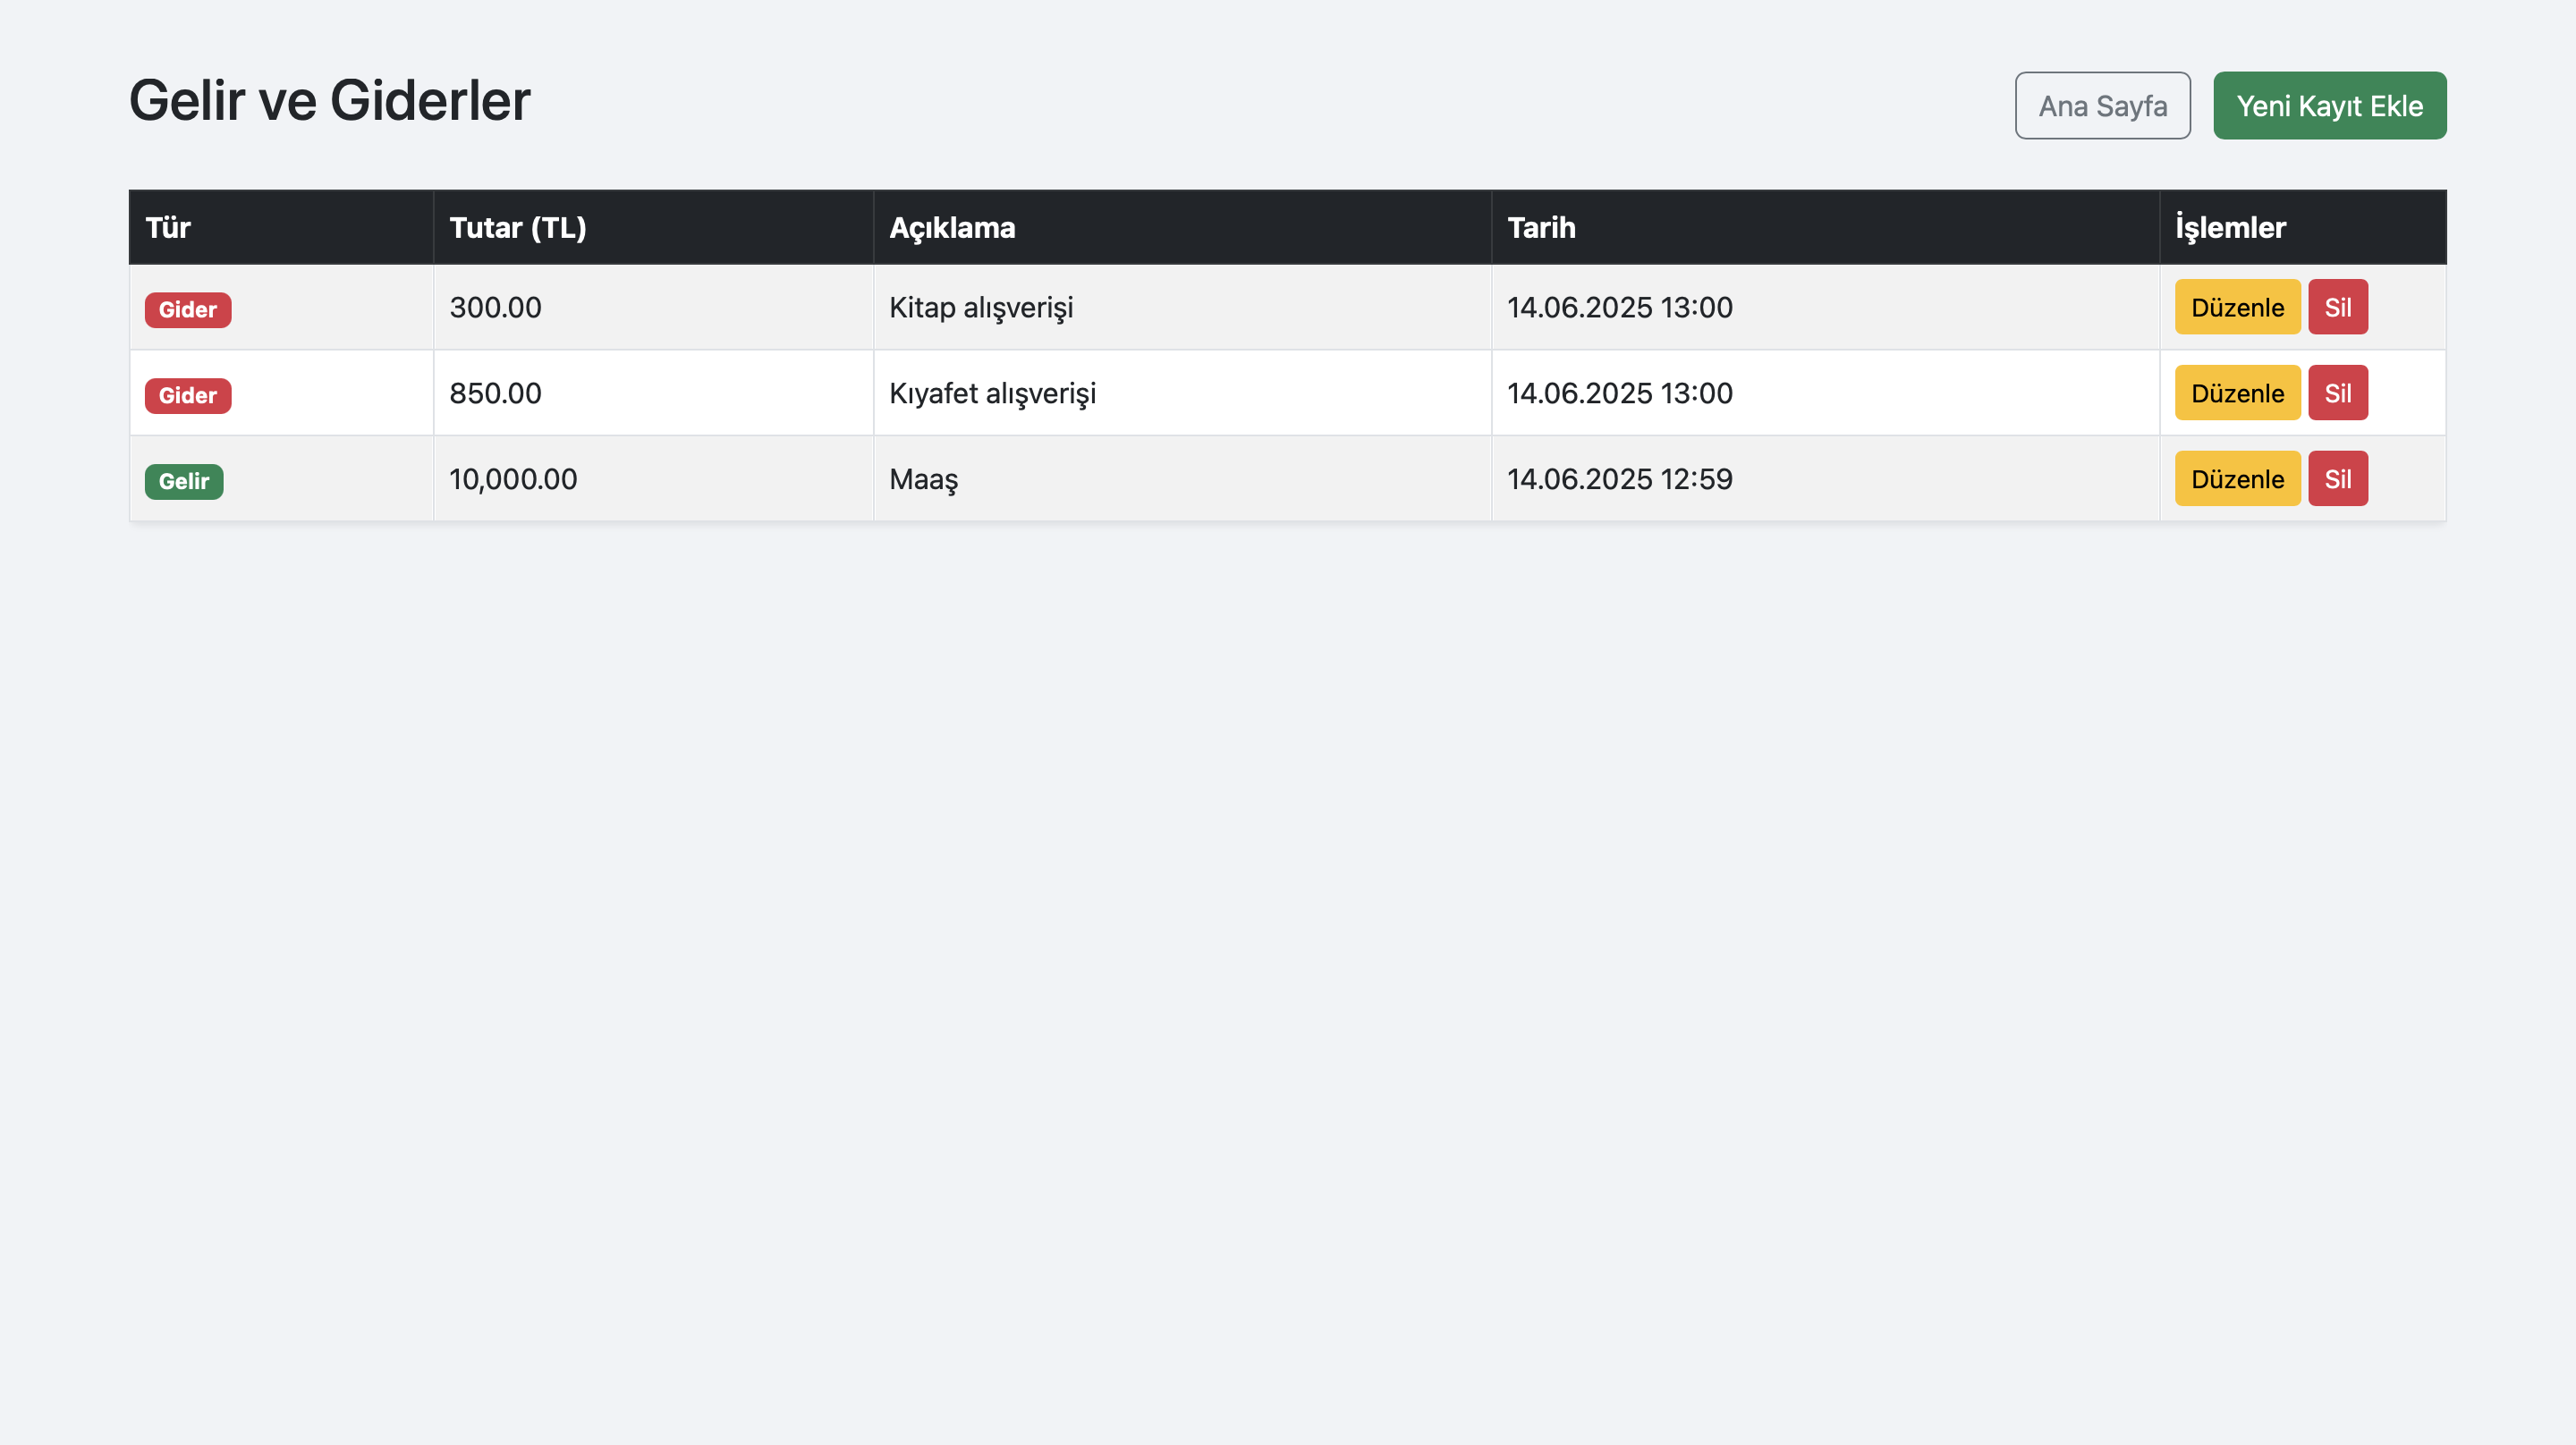 Gelir ve Giderler
Ana Sayfa
Yeni Kayıt Ekle
Tür Tutar (TL) Açıklama Tarih İşlemler
Gider 300.00 Kitap alışverişi 14.06.2025 13:00 Düzenle Sil
Gider 850.00 Kıyafet alışverişi 14.06.2025 13:00 Düzenle Sil
Gelir 10,000.00 Maaş 14.06.2025 12:59 Düzenle Sil